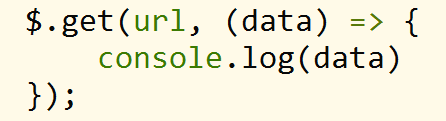 $.get(url, (data) => {
    console.log(data)
});